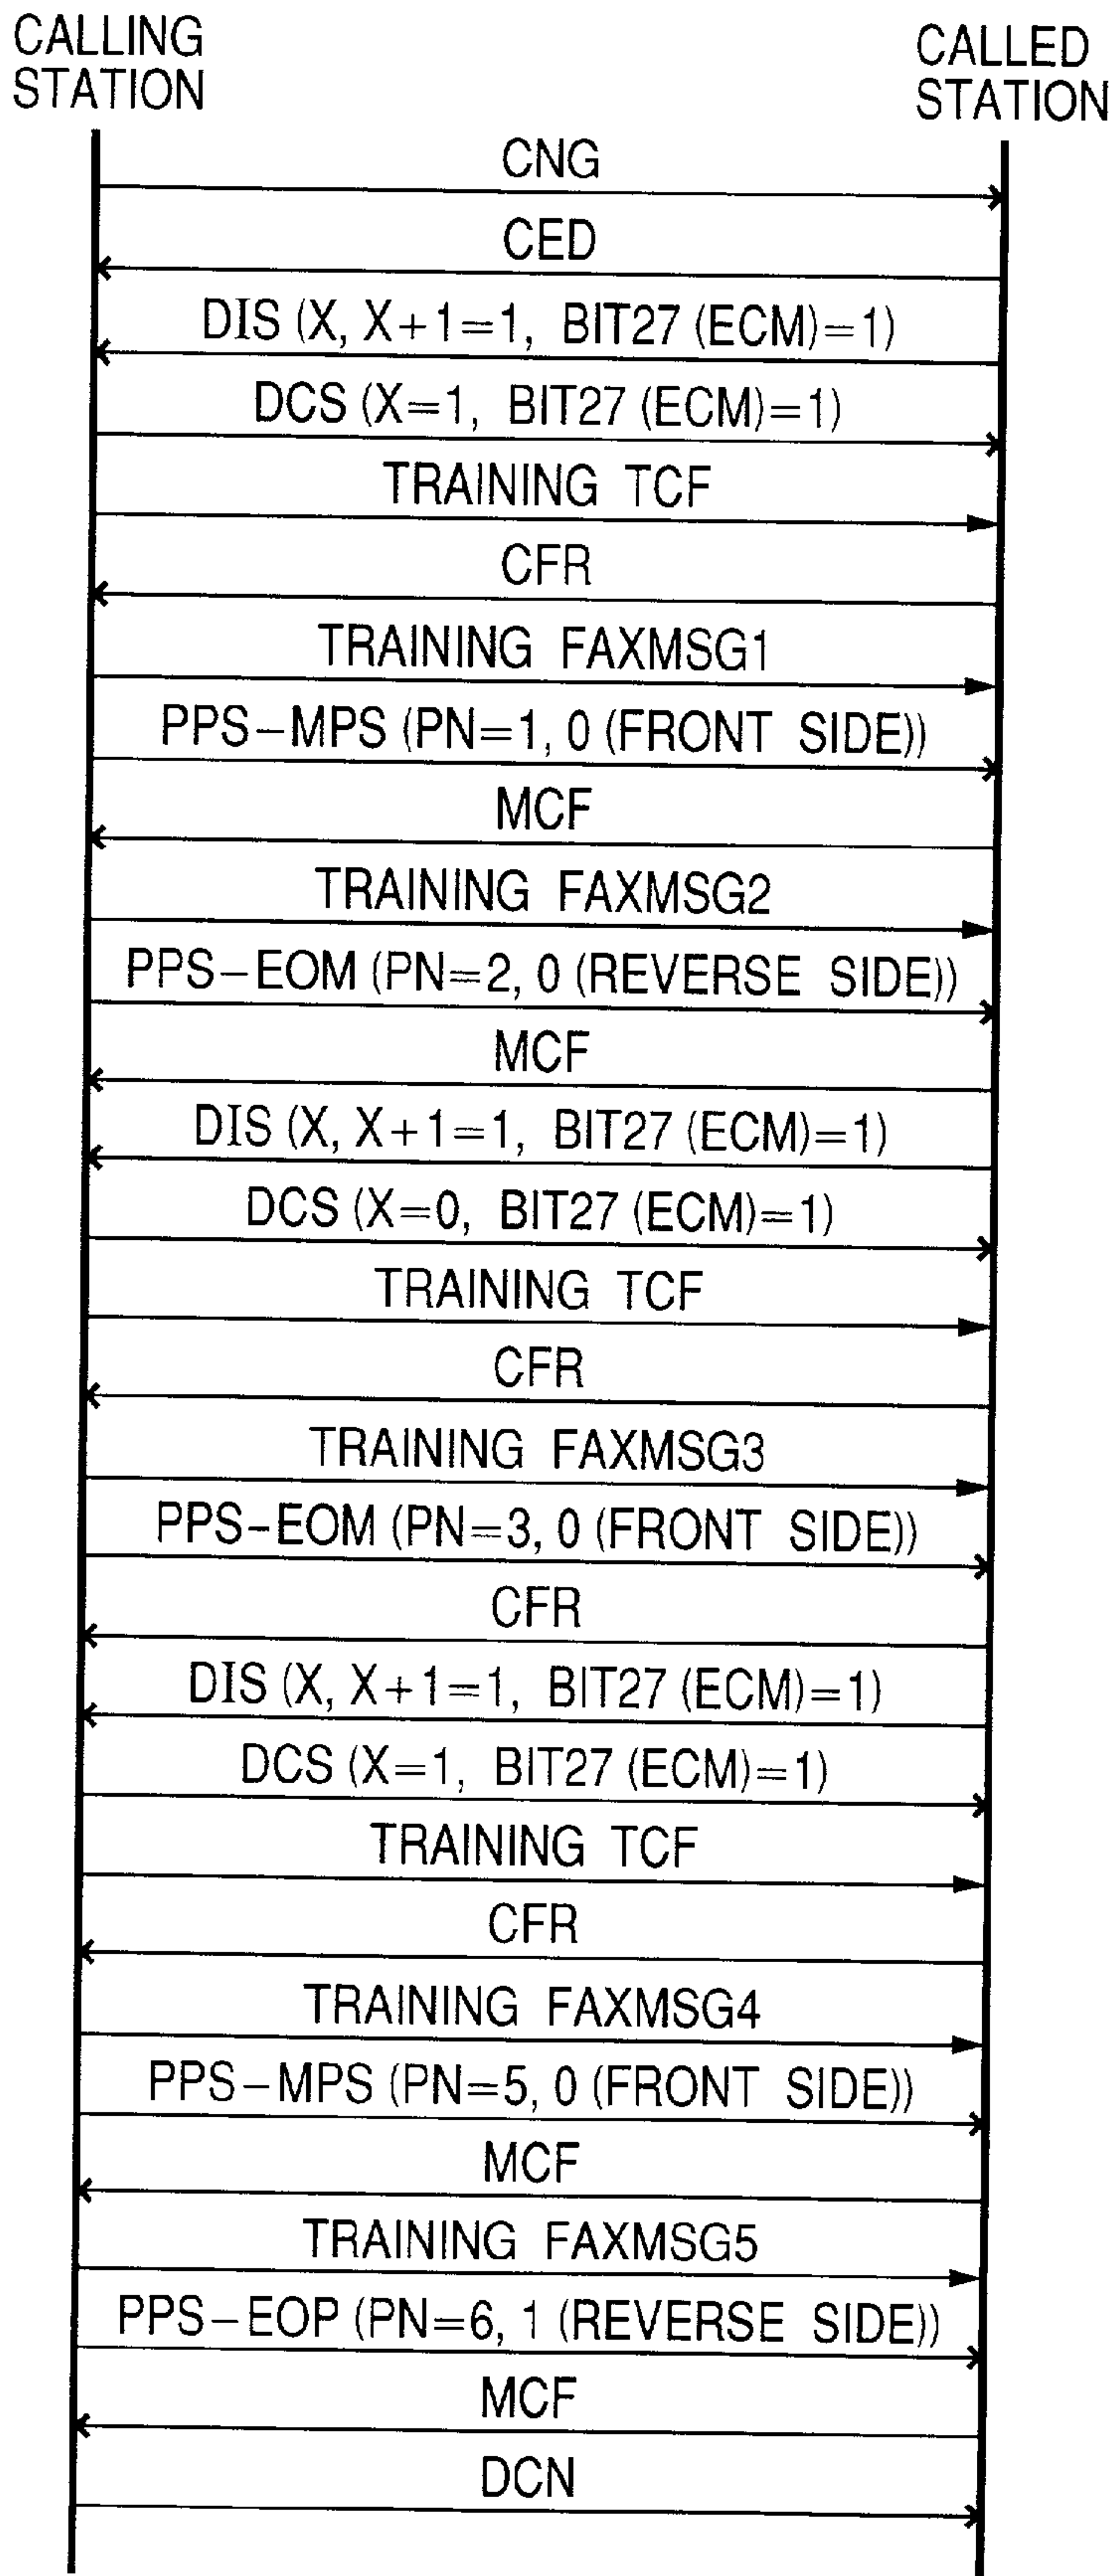 CALLING
STATION
CALLED
STATION
CNG
CED
DIS (X, X+1=1, BIT27 (ECM)=1)
DCS (X=1, BIT27 (ECM)=1)
TRAINING TCF
CFR
TRAINING FAXMSG1
PPS-MPS (PN=1, 0 (FRONT SIDE))
MCF
TRAINING FAXMSG2
PPS-EOM (PN=2, 0 (REVERSE SIDE))
MCF
DIS (X, X+1=1, BIT27 (ECM)=1)
DCS (X=0, BIT27 (ECM)=1)
TRAINING TCF
CFR
TRAINING FAXMSG3
PPS-EOM (PN=3, 0 (FRONT SIDE))
CFR
DIS (X, X+1=1, BIT27 (ECM)=1)
DCS (X=1, BIT27 (ECM)=1)
TRAINING TCF
CFR
TRAINING FAXMSG4
PPS-MPS (PN=5, 0 (FRONT SIDE))
MCF
TRAINING FAXMSG5
PPS-EOP (PN=6, 1 (REVERSE SIDE))
MCF
DCN